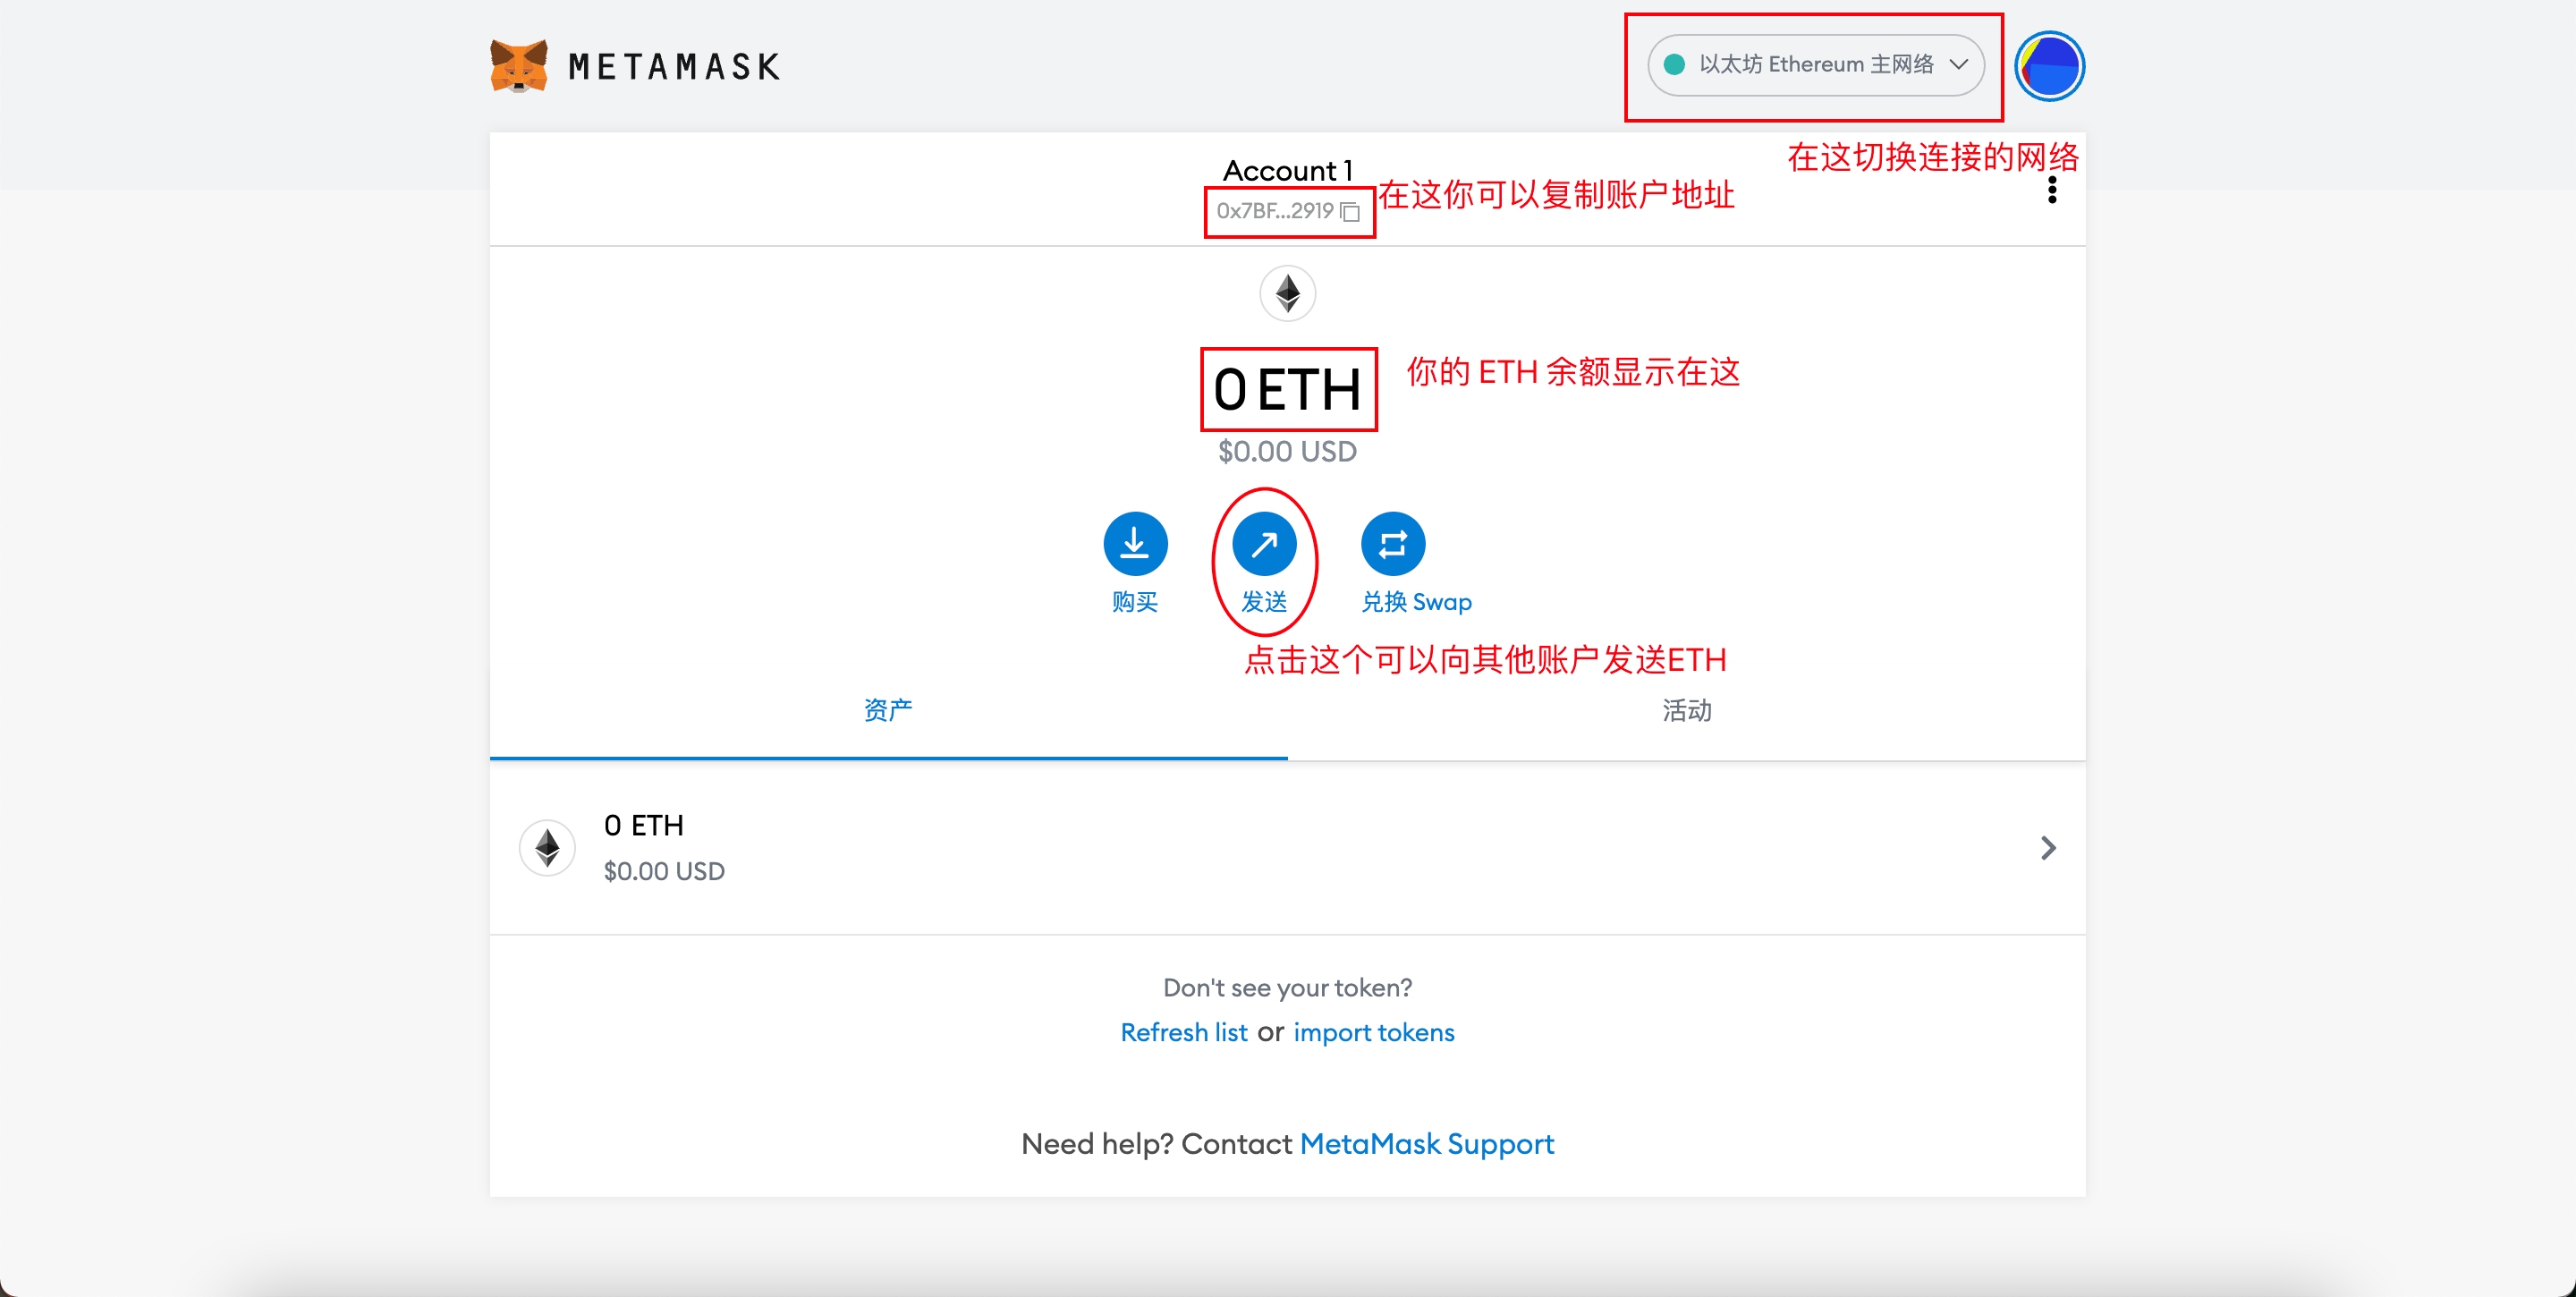 METAMASK
以太坊 Ethereum 主网络
在这切换连接的网络
Account 1
0x7BF...2919
在这你可以复制账户地址
0 ETH
你的 ETH 余额显示在这
$0.00 USD
购买
发送
兑换 Swap
点击这个可以向其他账户发送ETH
资产
活动
0 ETH
$0.00 USD
Don't see your token?
Refresh list or import tokens
Need help? Contact MetaMask Support